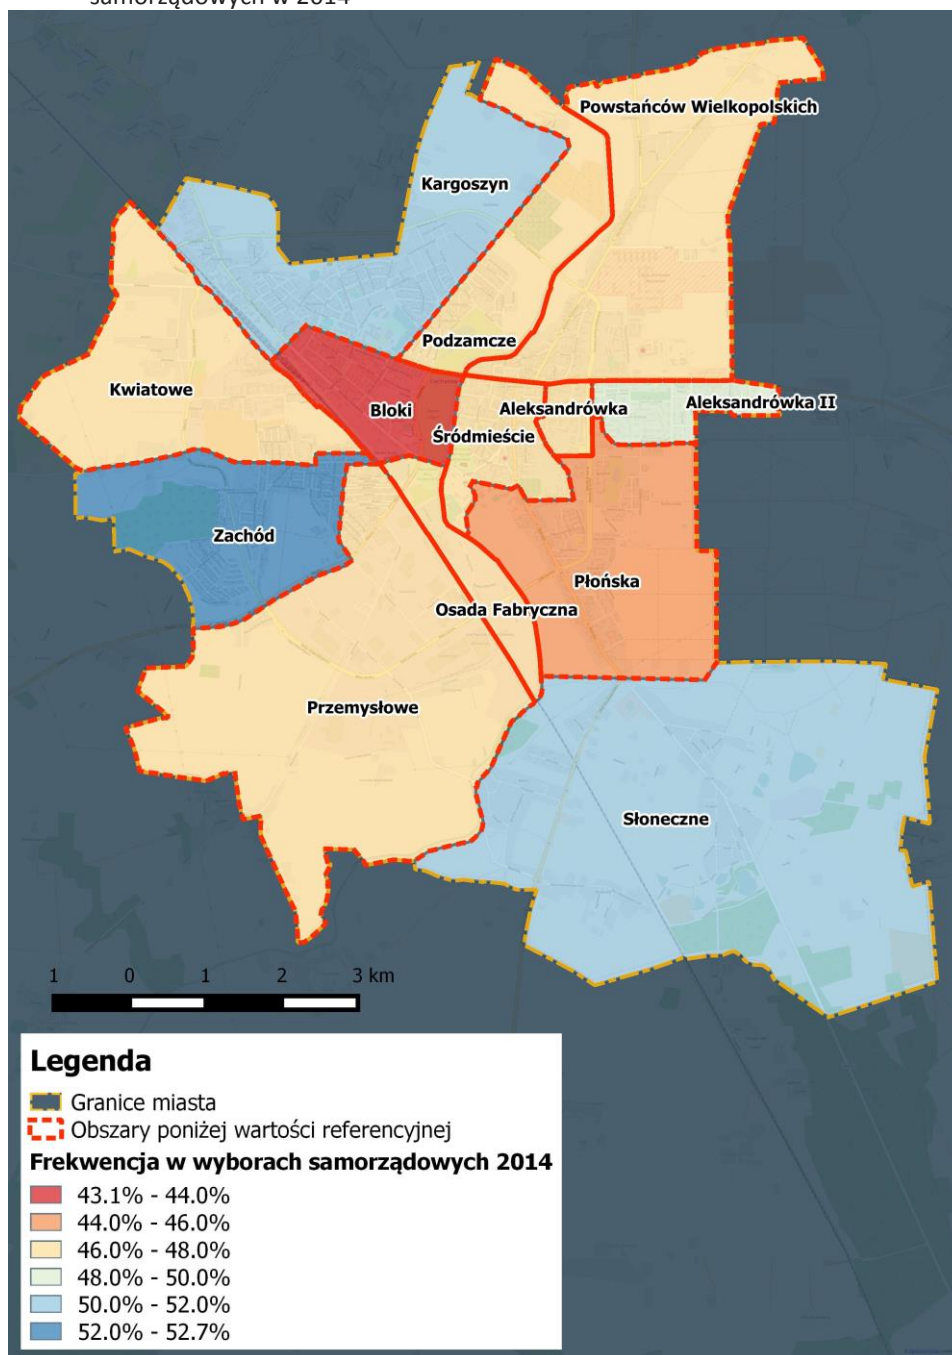 samorządowych w 2014
Powstańców Wielkopolskich
Kargoszyn
Podzamcze
Kwiatowe
Bloki
Aleksandrówka
Aleksandrówka II
Śródmieście
Zachód
Płońska
Osada Fabryczna
Przemysłowe
Słoneczne
1 0 1 2 3 km
Legenda
Granice miasta
Obszary poniżej wartości referencyjnej
Frekwencja w wyborach samorządowych 2014
43.1% - 44.0%
44.0% - 46.0%
46.0% - 48.0%
48.0% - 50.0%
50.0% - 52.0%
52.0% - 52.7%